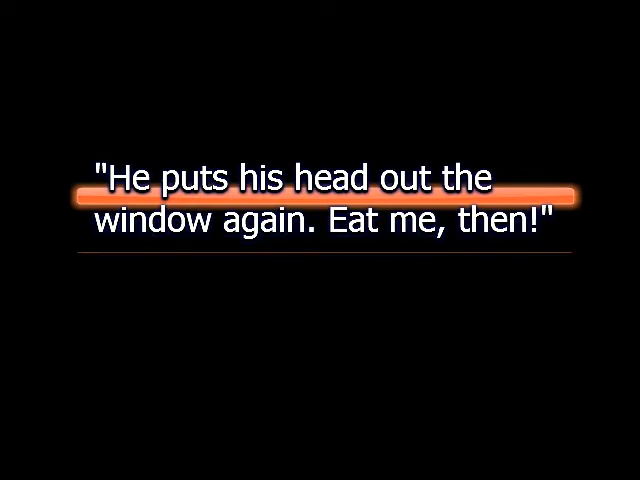 "He puts his head out the
window again. Eat me, then!"